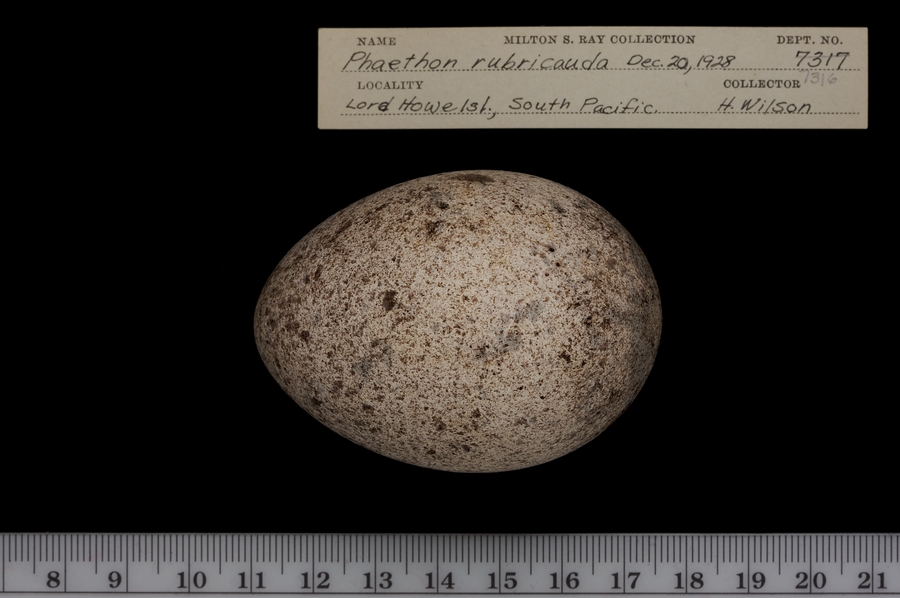 NAME MILTON S. RAY COLLECTION DEPT. NO.
Phaethon rubricauda Dec. 20, 1928 7317
LOCALITY COLLECTOR 7316
Lord Howe Isl., South Pacific. H. Wilson
8 9 10 11 12 13 14 15 16 17 18 19 20 21